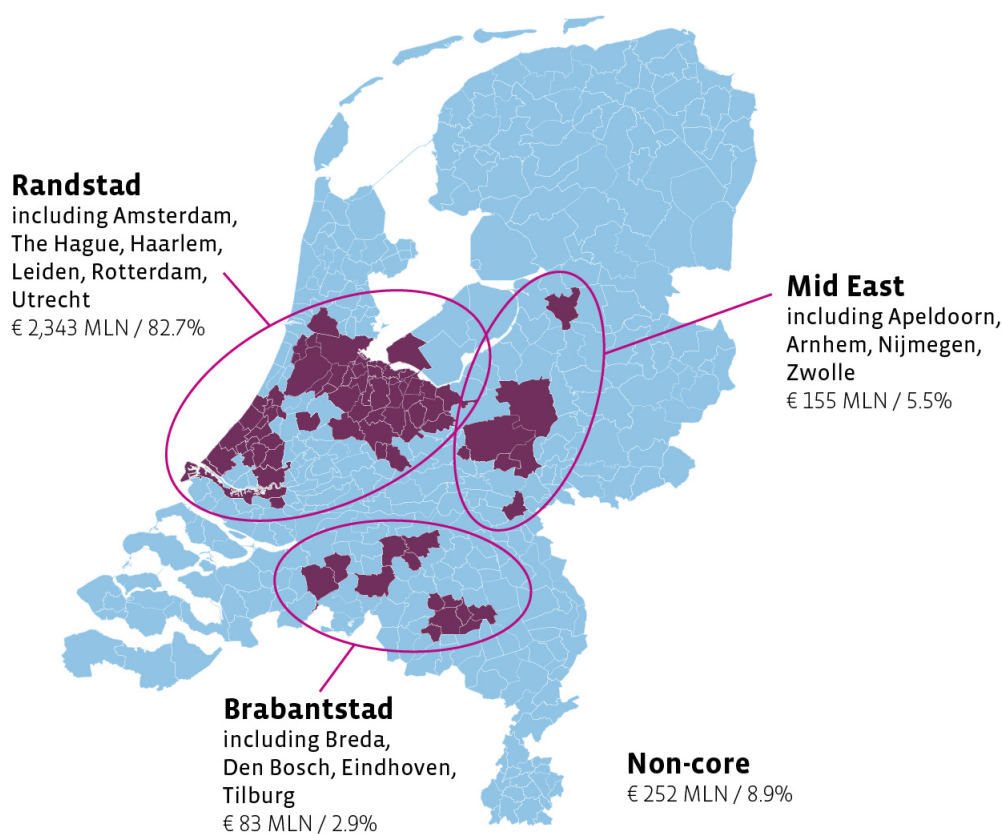 Randstad
including Amsterdam,
The Hague, Haarlem,
Leiden, Rotterdam,
Utrecht
€ 2,343 MLN / 82.7%
Mid East
including Apeldoorn,
Arnhem, Nijmegen,
Zwolle
€ 155 MLN / 5.5%
Brabantstad
including Breda,
Den Bosch, Eindhoven,
Tilburg
€ 83 MLN / 2.9%
Non-core
€ 252 MLN / 8.9%